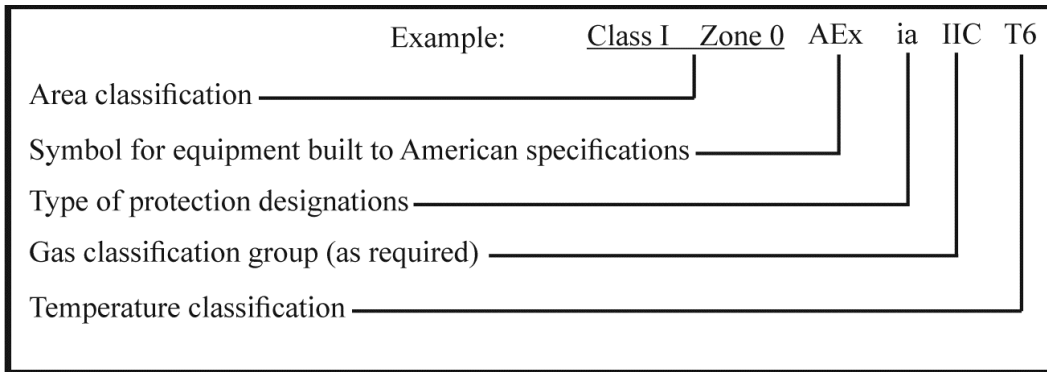 Example: Class I Zone 0 AEx ia IIC T6
Area classification
Symbol for equipment built to American specifications
Type of protection designations
Gas classification group (as required)
Temperature classification